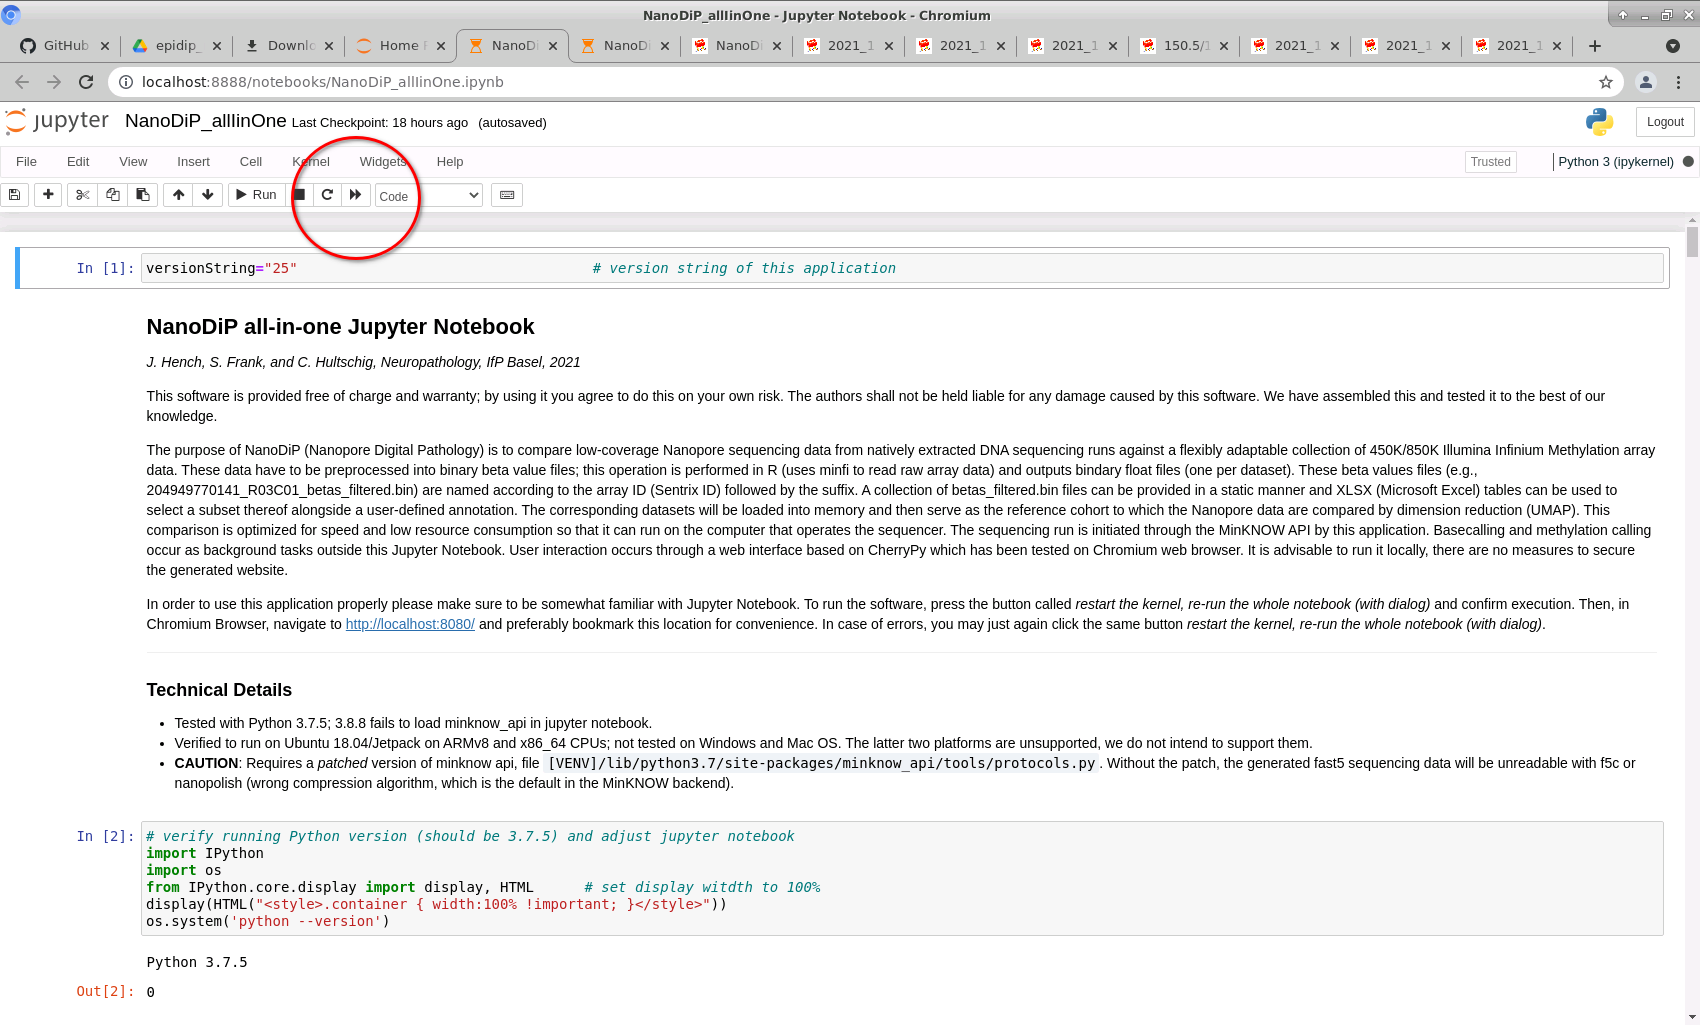 NanoDiP_allIinOne - Jupyter Notebook - Chromium
GitHub epidip_ Downl Home NanoDi NanoDi NanoDi 2021_1 2021_1 2021_1 150.5/1 2021_1 2021_1 2021_1
localhost:8888/notebooks/NanoDiP_allIinOne.ipynb
jupyter NanoDiP_allIinOne Last Checkpoint: 18 hours ago (autosaved) Logout
File Edit View Insert Cell Kernel Widgets Help Trusted Python 3 (ipykernel)
Run Code
In [1]: versionString="25" # version string of this application
NanoDiP all-in-one Jupyter Notebook
J. Hench, S. Frank, and C. Hultschig, Neuropathology, IfP Basel, 2021
This software is provided free of charge and warranty; by using it you agree to do this on your own risk. The authors shall not be held liable for any damage caused by this software. We have assembled this and tested it to the best of our
knowledge.
The purpose of NanoDiP (Nanopore Digital Pathology) is to compare low-coverage Nanopore sequencing data from natively extracted DNA sequencing runs against a flexibly adaptable collection of 450K/850K Illumina Infinium Methylation array
data. These data have to be preprocessed into binary beta value files; this operation is performed in R (uses minfi to read raw array data) and outputs bindary float files (one per dataset). These beta values files (e.g.,
204949770141_R03C01_betas_filtered.bin) are named according to the array ID (Sentrix ID) followed by the suffix. A collection of betas_filtered.bin files can be provided in a static manner and XLSX (Microsoft Excel) tables can be used to
select a subset thereof alongside a user-defined annotation. The corresponding datasets will be loaded into memory and then serve as the reference cohort to which the Nanopore data are compared by dimension reduction (UMAP). This
comparison is optimized for speed and low resource consumption so that it can run on the computer that operates the sequencer. The sequencing run is initiated through the MinKNOW API by this application. Basecalling and methylation calling
occur as background tasks outside this Jupyter Notebook. User interaction occurs through a web interface based on CherryPy which has been tested on Chromium web browser. It is advisable to run it locally, there are no measures to secure
the generated website.
In order to use this application properly please make sure to be somewhat familiar with Jupyter Notebook. To run the software, press the button called restart the kernel, re-run the whole notebook (with dialog) and confirm execution. Then, in
Chromium Browser, navigate to http://localhost:8080/ and preferably bookmark this location for convenience. In case of errors, you may just again click the same button restart the kernel, re-run the whole notebook (with dialog).
Technical Details
• Tested with Python 3.7.5; 3.8.8 fails to load minknow_api in jupyter notebook.
• Verified to run on Ubuntu 18.04/Jetpack on ARMv8 and x86_64 CPUs; not tested on Windows and Mac OS. The latter two platforms are unsupported, we do not intend to support them.
• CAUTION: Requires a patched version of minknow api, file [VENV]/lib/python3.7/site-packages/minknow_api/tools/protocols.py. Without the patch, the generated fast5 sequencing data will be unreadable with f5c or
nanopolish (wrong compression algorithm, which is the default in the MinKNOW backend).
In [2]: # verify running Python version (should be 3.7.5) and adjust jupyter notebook
import IPython
import os
from IPython.core.display import display, HTML # set display witdth to 100%
display(HTML("<style>.container { width:100% !important; }</style>"))
os.system('python --version')
Python 3.7.5
Out[2]: 0